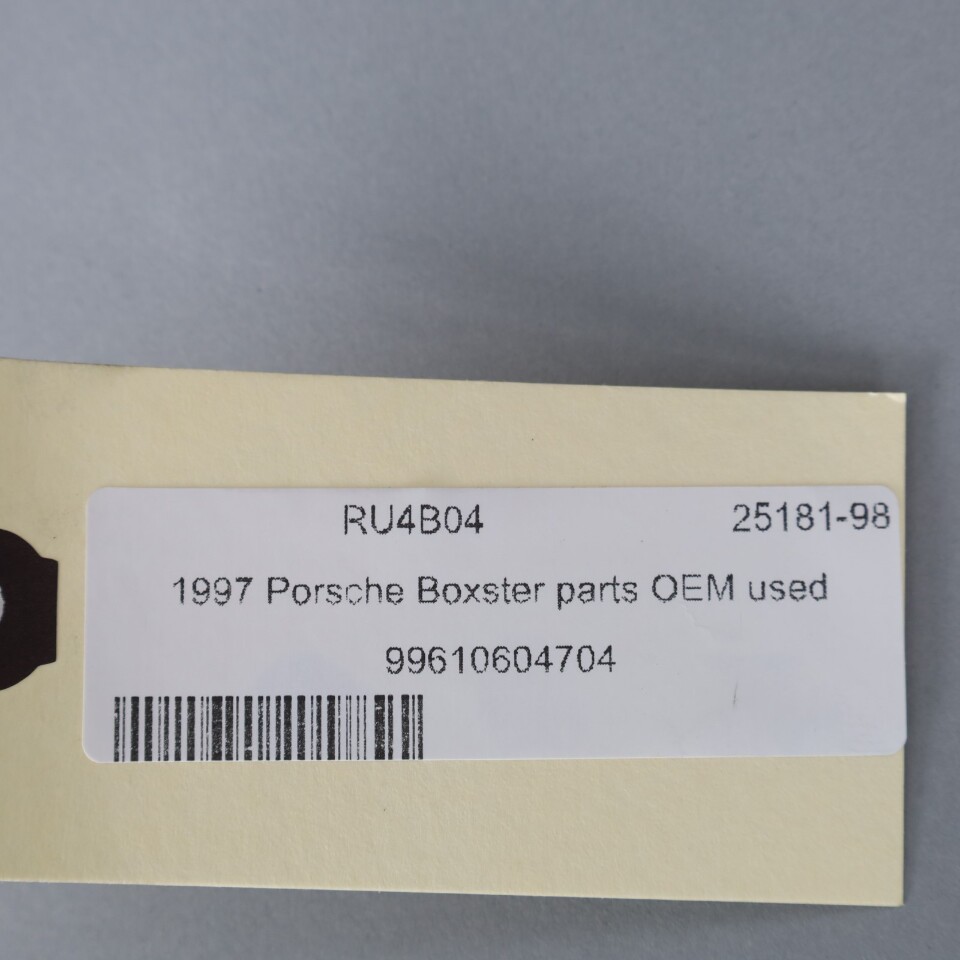 RU4B04 25181-98
1997 Porsche Boxster parts OEM used
99610604704